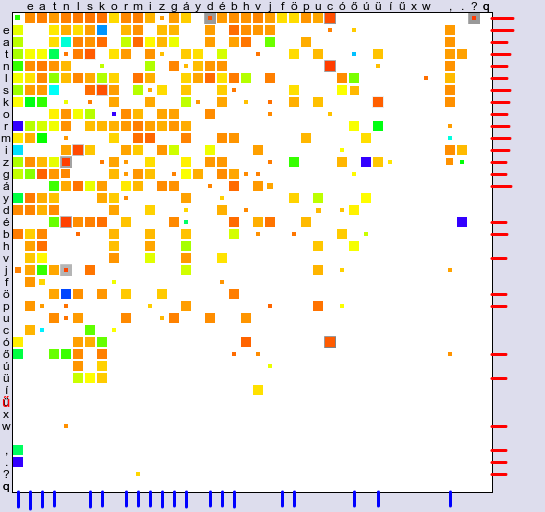 e a t n l s k o r m i z g á y d é b h v j f ö p u c ó ő ú ü í ű x w , . ? q
e
a
t
n
l
s
k
o
r
m
i
z
g
á
y
d
é
b
h
v
j
f
ö
p
u
c
ó
ő
ú
ü
í
ű
x
w
,
.
?
q